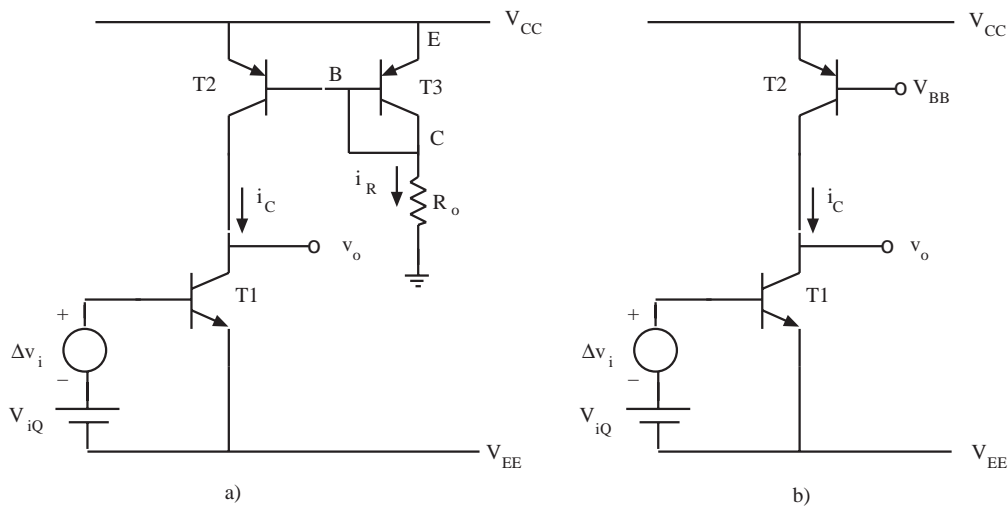 V_CC
E
B
T2
T3
C
i_R
R_o
i_C
v_o
T1
+
Δv_i
−
V_iQ
V_EE
a)
V_CC
T2
V_BB
i_C
v_o
T1
+
Δv_i
−
V_iQ
V_EE
b)